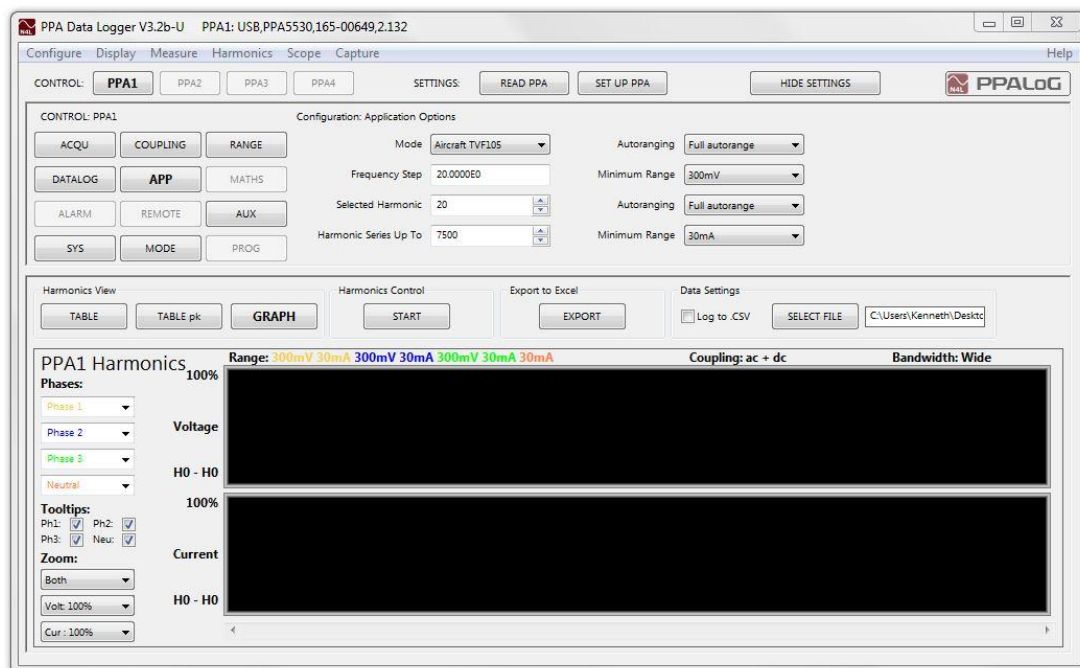 PPA Data Logger V3.2b-U PPA1: USB,PPA5530,165-00649,2.132
Configure Display Measure Harmonics Scope Capture Help
CONTROL: PPA1 PPA2 PPA3 PPA4 SETTINGS: READ PPA SET UP PPA HIDE SETTINGS N4L PPALoG
CONTROL: PPA1 Configuration: Application Options
ACQU COUPLING RANGE Mode Aircraft TVF105 Autoranging Full autorange
DATALOG APP MATHS Frequency Step 20.0000E0 Minimum Range 300mV
ALARM REMOTE AUX Selected Harmonic 20 Autoranging Full autorange
SYS MODE PROG Harmonic Series Up To 7500 Minimum Range 30mA
Harmonics View Harmonics Control Export to Excel Data Settings
TABLE TABLE pk GRAPH START EXPORT Log to .CSV SELECT FILE C:\Users\Kenneth\Desktc
PPA1 Harmonics Range: 300mV 30mA 300mV 30mA 300mV 30mA 30mA Coupling: ac + dc Bandwidth: Wide
100%
Phases:
Phase 1
Phase 2 Voltage
Phase 3
H0 - H0
Neutral
100%
Tooltips:
Ph1: Ph2:
Ph3: Neu:
Zoom: Current
Both
Volt: 100% H0 - H0
Cur : 100%